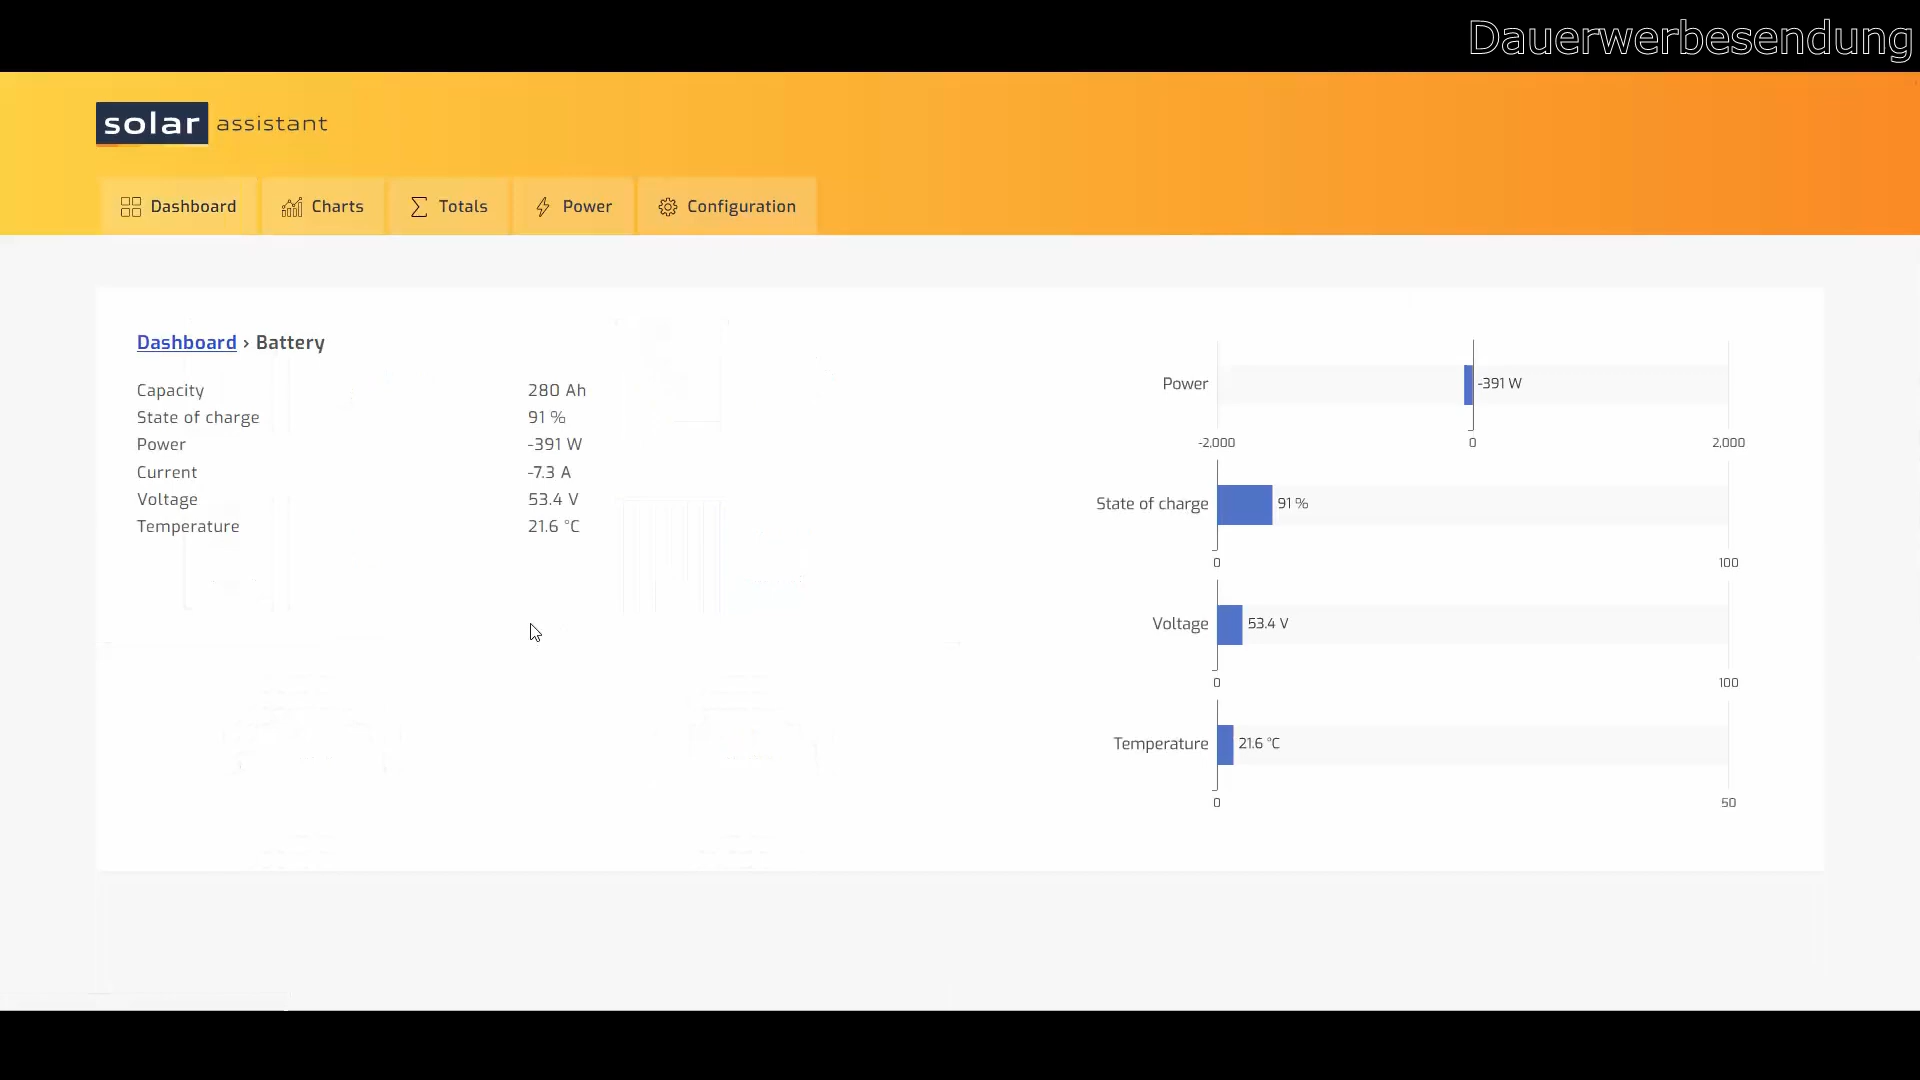 Dauerwerbesendung
solar assistant
Dashboard
Charts
Totals
Power
Configuration
Dashboard › Battery
Capacity 280 Ah
State of charge 91 %
Power -391 W
Current -7.3 A
Voltage 53.4 V
Temperature 21.6 °C
Power -391 W
-2,000 0 2,000
State of charge 91 %
0 100
Voltage 53.4 V
0 100
Temperature 21.6 °C
0 50